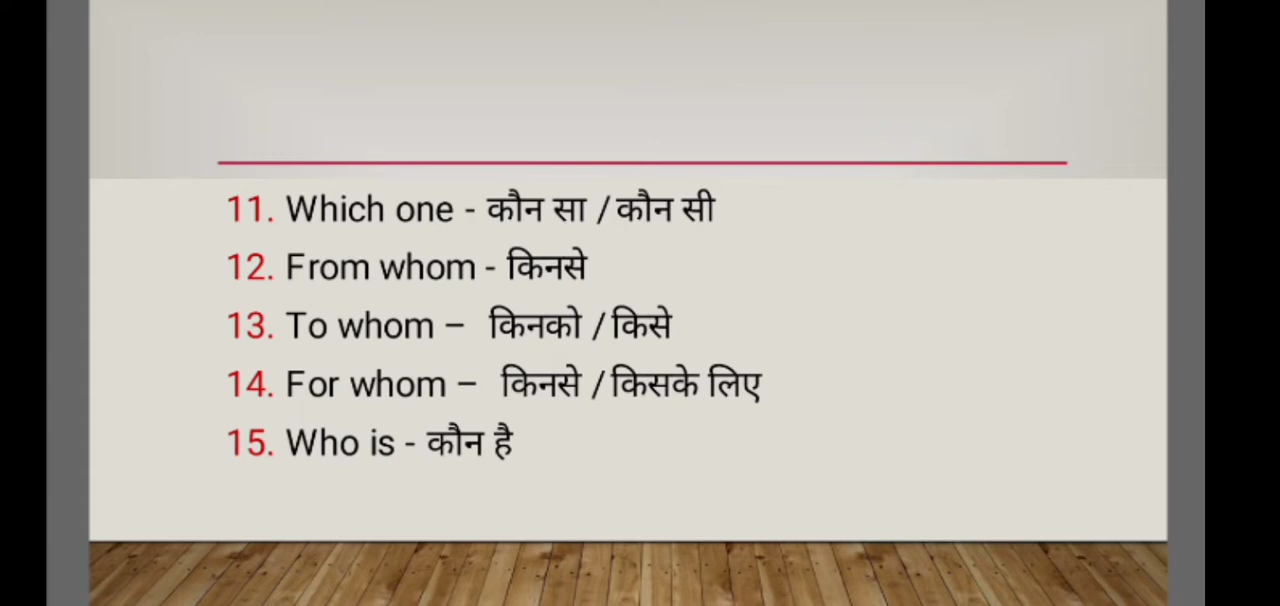 11. Which one - कौन सा / कौन सी
12. From whom - किनसे
13. To whom – किनको / किसे
14. For whom – किनसे / किसके लिए
15. Who is - कौन है